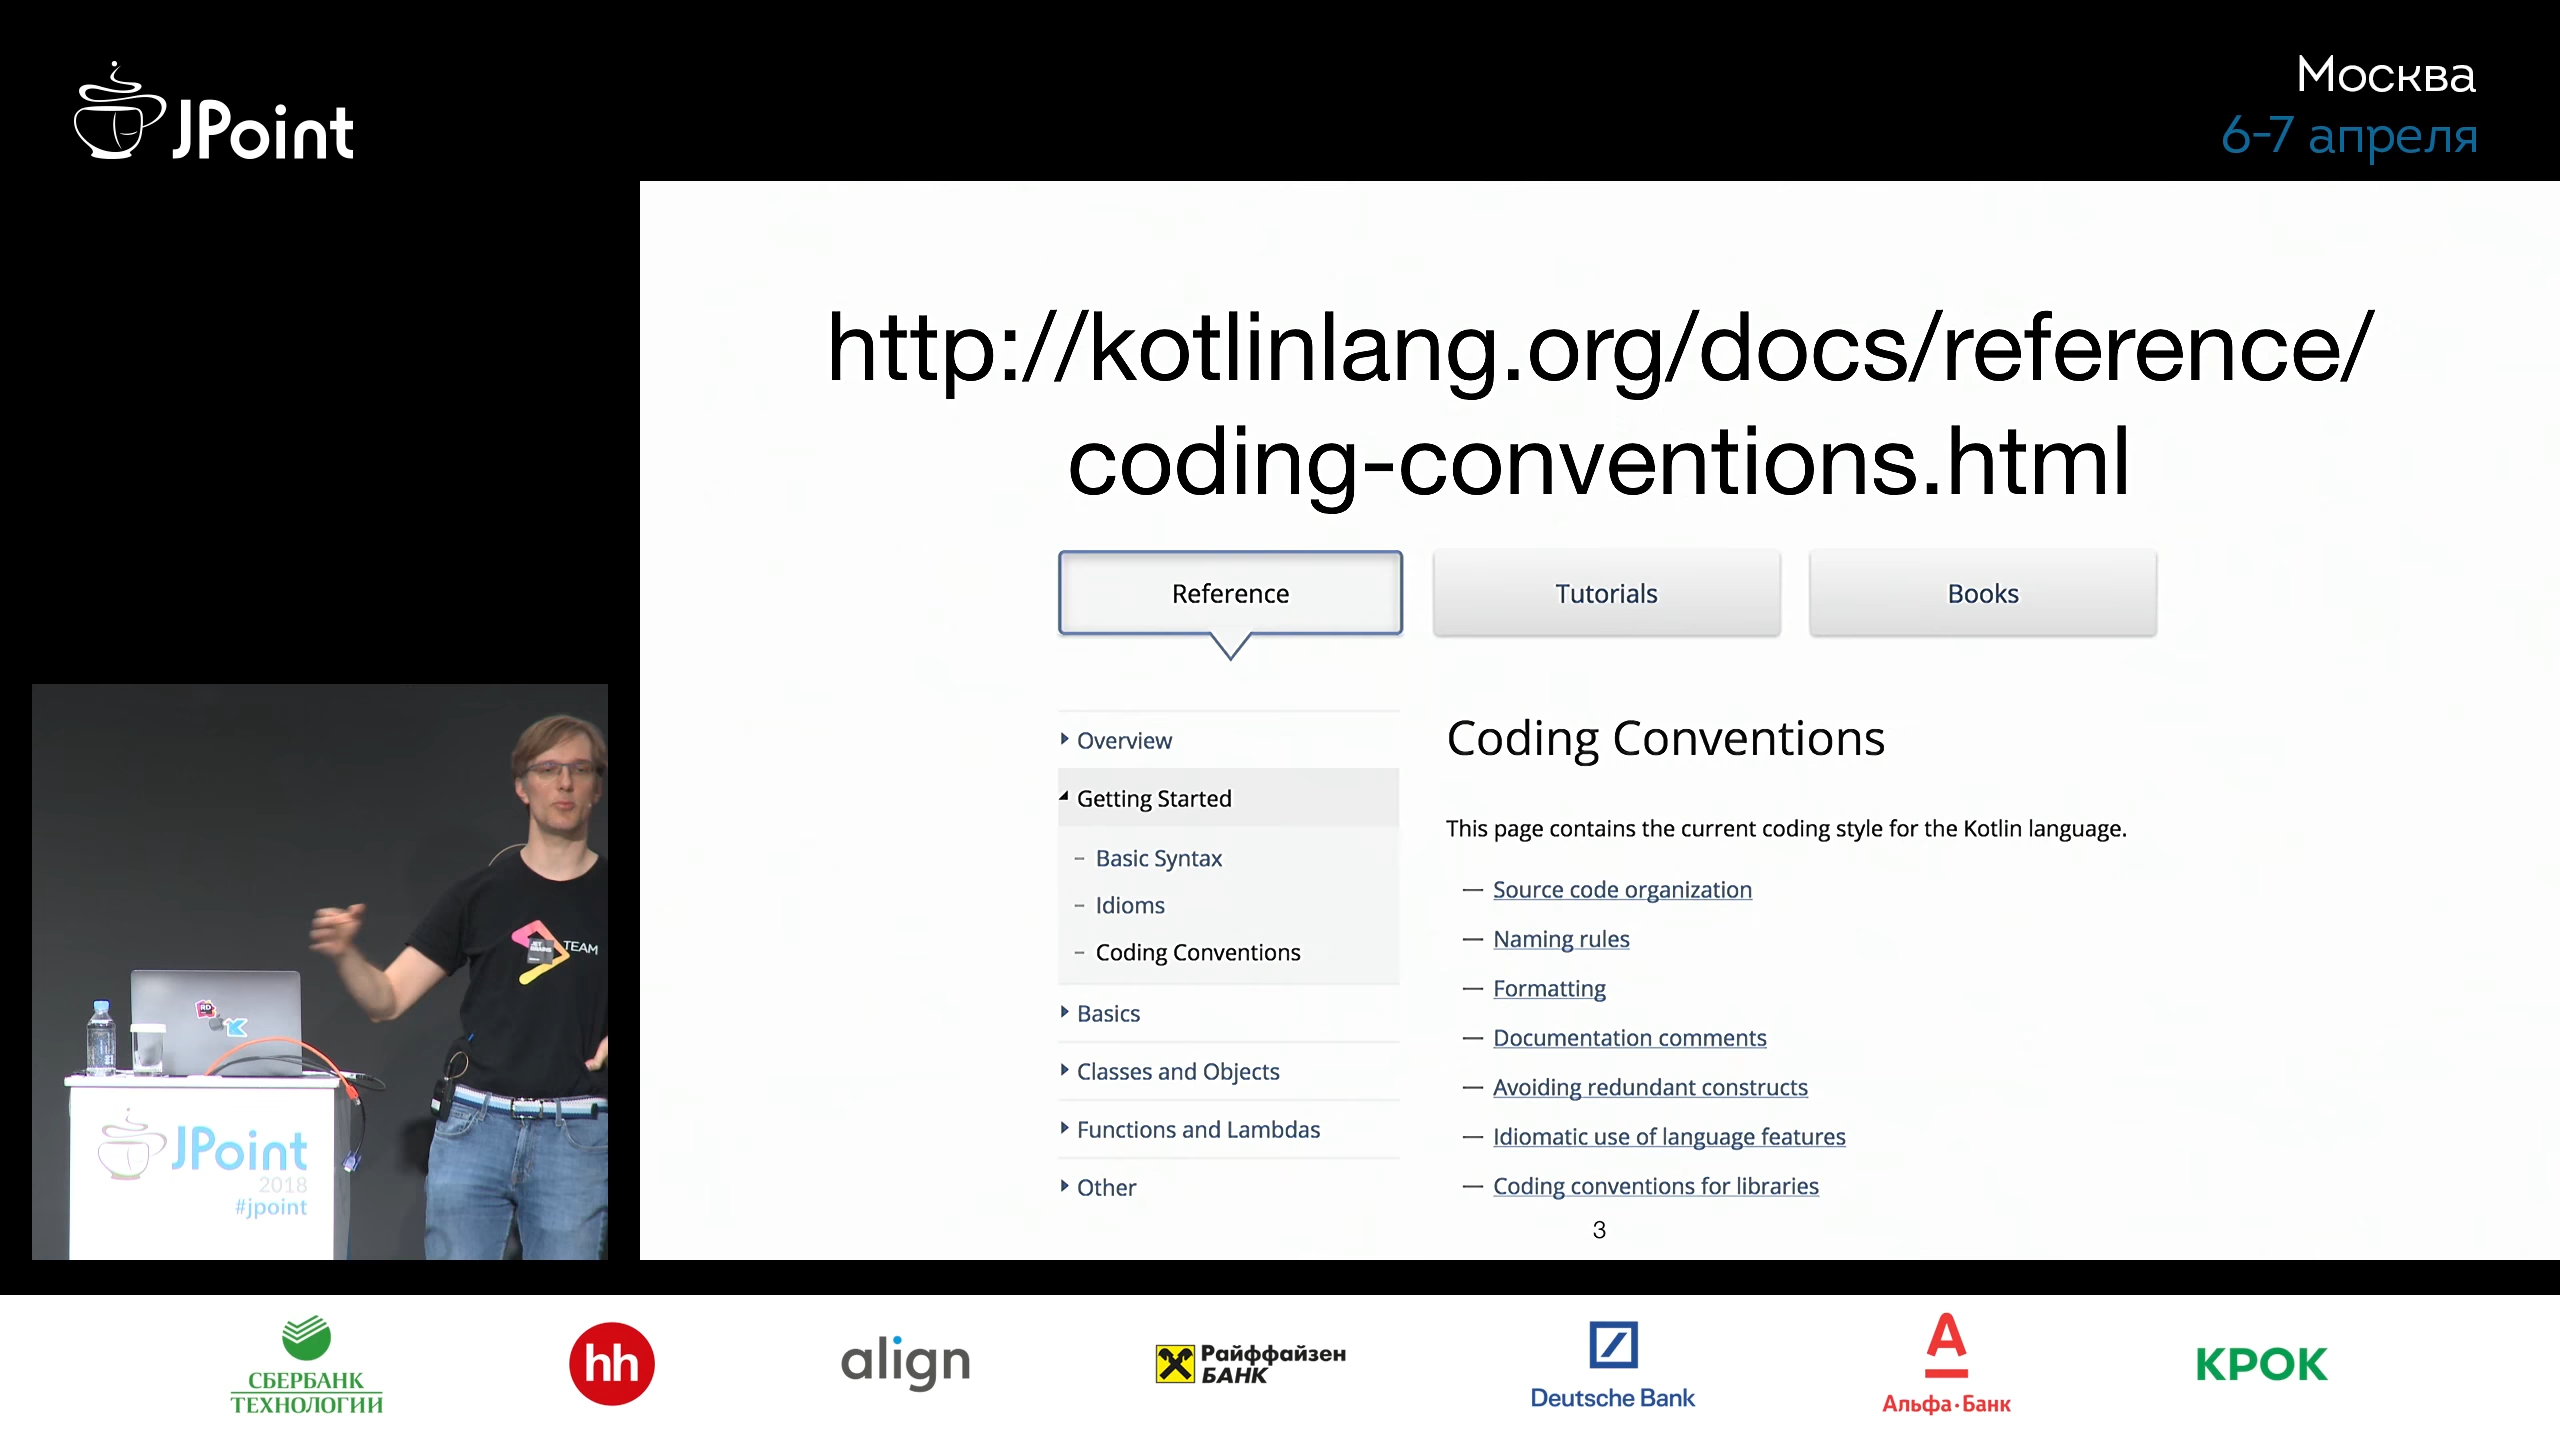 JPoint
Москва
6-7 апреля
http://kotlinlang.org/docs/reference/
coding-conventions.html
Reference
Tutorials
Books
Overview
Getting Started
– Basic Syntax
– Idioms
– Coding Conventions
Basics
Classes and Objects
Functions and Lambdas
Other
Coding Conventions
This page contains the current coding style for the Kotlin language.
— Source code organization
— Naming rules
— Formatting
— Documentation comments
— Avoiding redundant constructs
— Idiomatic use of language features
— Coding conventions for libraries
3
JET
BRAINS
TEAM
JPoint
2018
#jpoint
СБЕРБАНК
ТЕХНОЛОГИИ
hh
align
Райффайзен
БАНК
Deutsche Bank
Альфа·Банк
КРОК